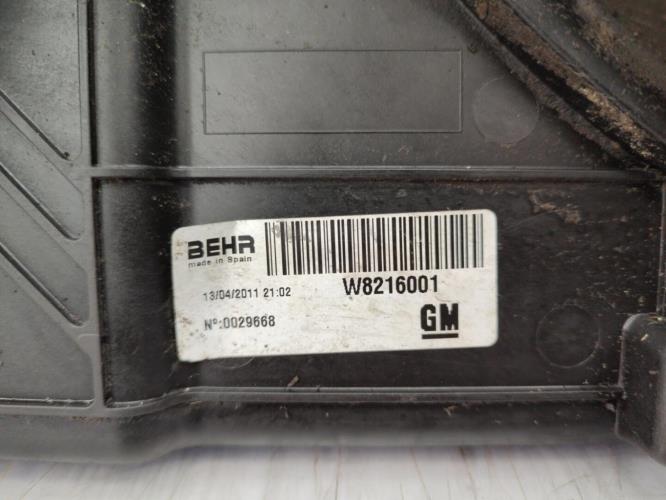 BEHR
made in Spain
13/04/2011 21:02
W8216001
Nº:0029668
GM